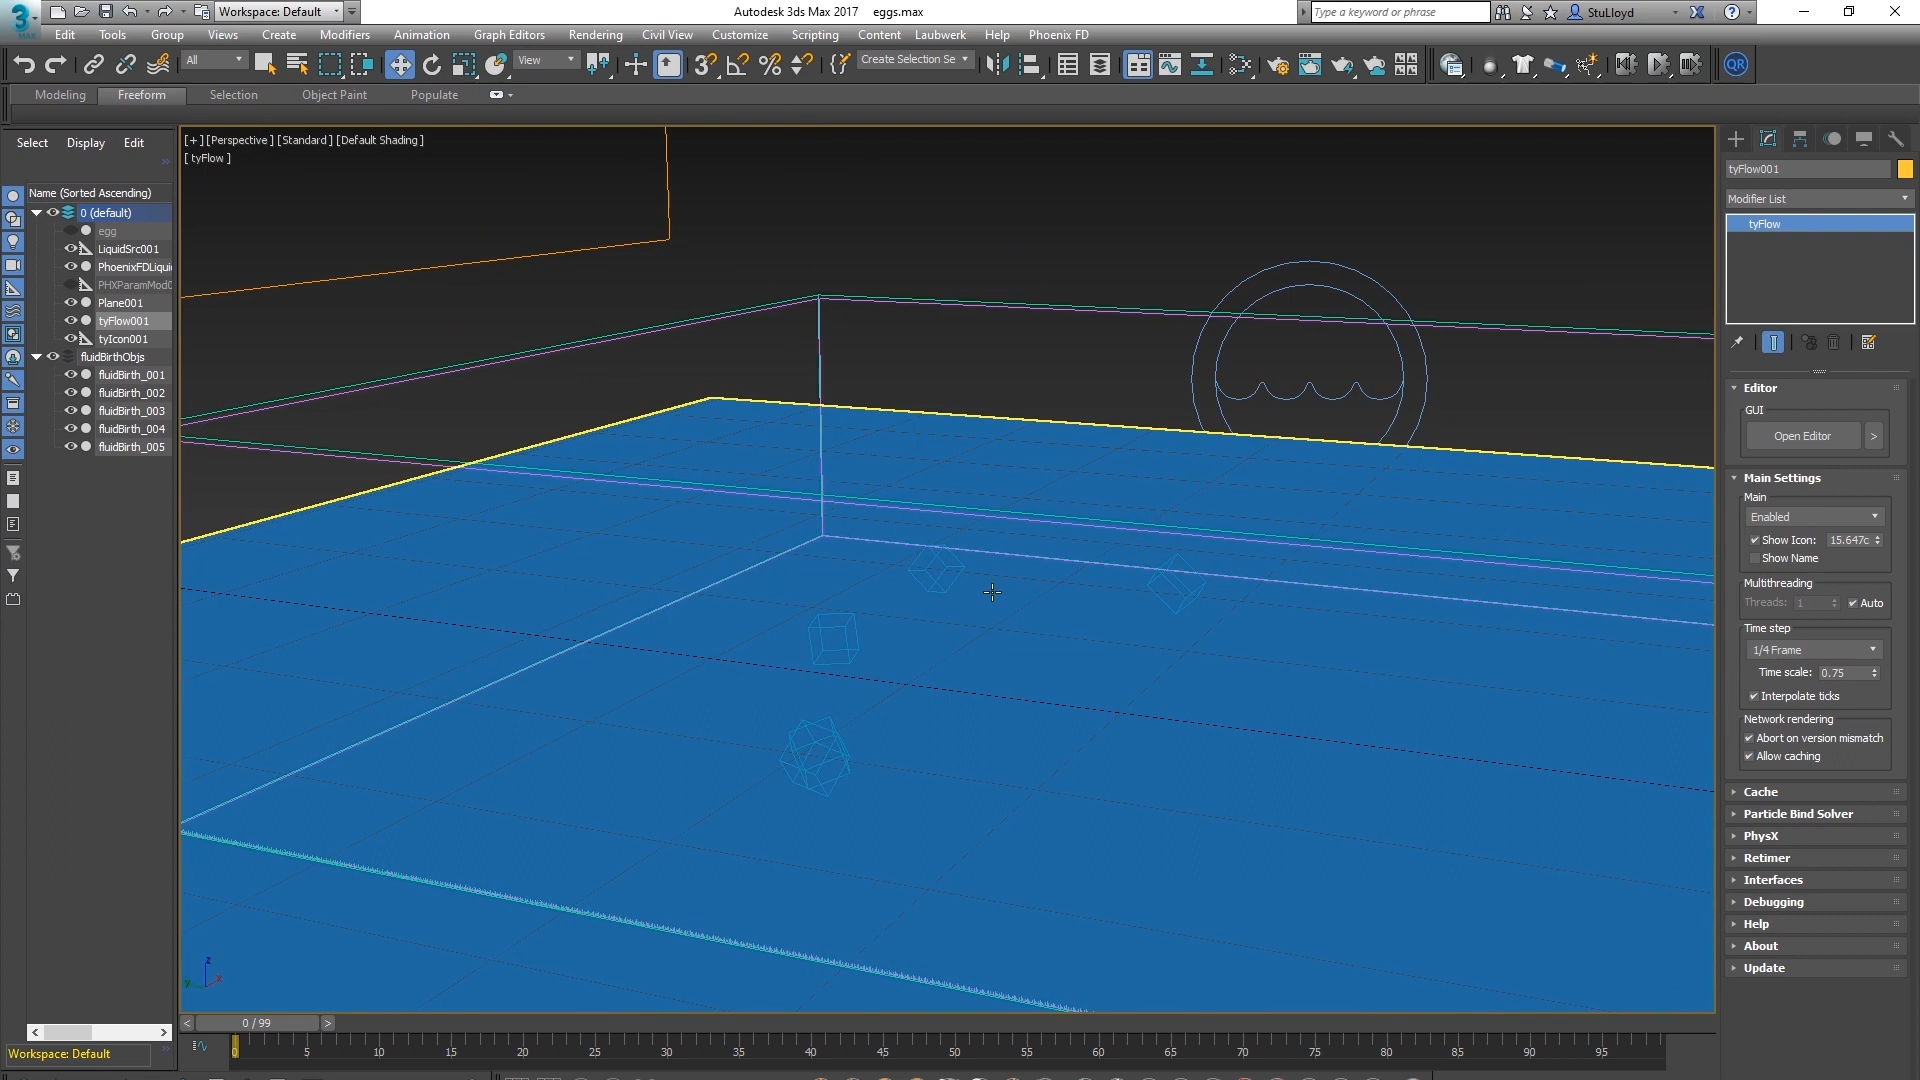 Workspace: Default
Autodesk 3ds Max 2017 eggs.max
Type a keyword or phrase
StuLloyd
3
MAX
Edit Tools Group Views Create Modifiers Animation Graph Editors Rendering Civil View Customize Scripting Content Laubwerk Help Phoenix FD
All
View
Create Selection Se
QR
Modeling Freeform Selection Object Paint Populate
Select Display Edit
[+] [Perspective ] [Standard ] [Default Shading ]
[ tyFlow ]
Name (Sorted Ascending)
0 (default)
egg
LiquidSrc001
PhoenixFDLiqui
PHXParamMod0
Plane001
tyFlow001
tyIcon001
fluidBirthObjs
fluidBirth_001
fluidBirth_002
fluidBirth_003
fluidBirth_004
fluidBirth_005
tyFlow001
Modifier List
tyFlow
Editor
GUI
Open Editor >
Main Settings
Main
Enabled
Show Icon: 15.647c
Show Name
Multithreading
Threads: 1 Auto
Time step
1/4 Frame
Time scale: 0.75
Interpolate ticks
Network rendering
Abort on version mismatch
Allow caching
Cache
Particle Bind Solver
PhysX
Retimer
Interfaces
Debugging
Help
About
Update
z
y x
< 0 / 99 >
Workspace: Default
0 5 10 15 20 25 30 35 40 45 50 55 60 65 70 75 80 85 90 95